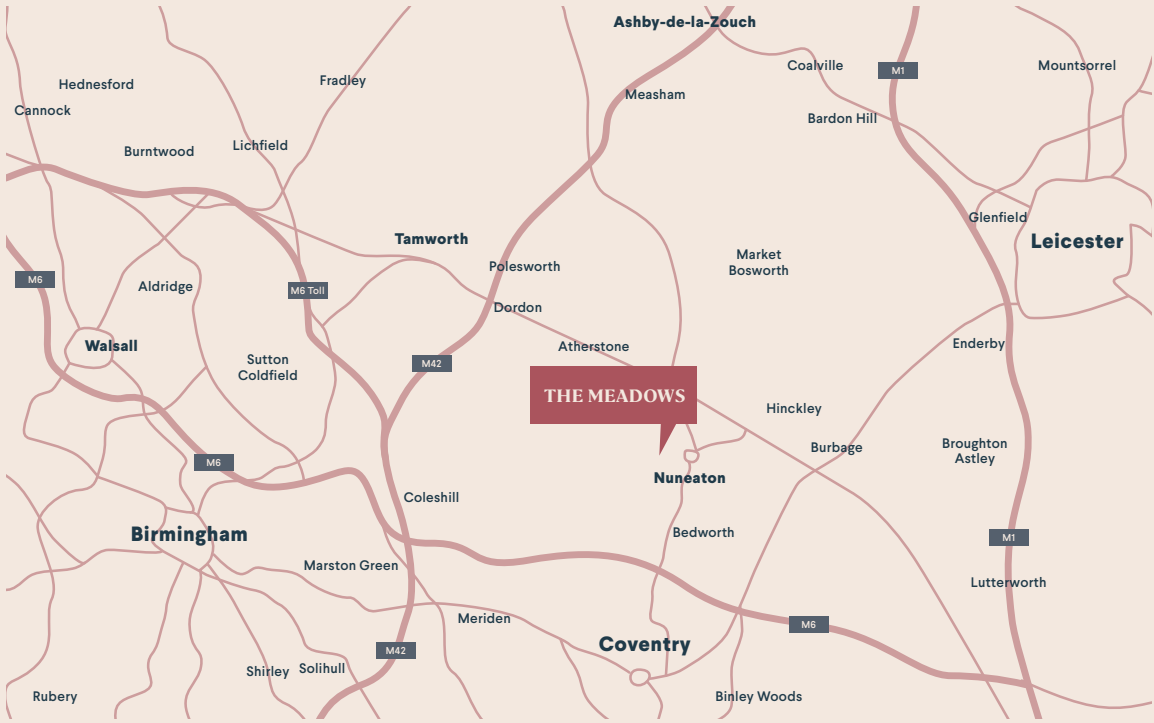 Ashby-de-la-Zouch
Coalville
M1
Mountsorrel
Hednesford
Fradley
Measham
Cannock
Bardon Hill
Burntwood
Lichfield
Glenfield
Tamworth
Leicester
Polesworth
Market
Bosworth
M6
Aldridge
M6 Toll
Dordon
Walsall
Atherstone
Enderby
Sutton
Coldfield
M42
THE MEADOWS
Hinckley
Burbage
Broughton
Astley
M6
Nuneaton
Coleshill
Birmingham
Bedworth
M1
Marston Green
Lutterworth
Meriden
M6
Coventry
M42
Shirley
Solihull
Rubery
Binley Woods